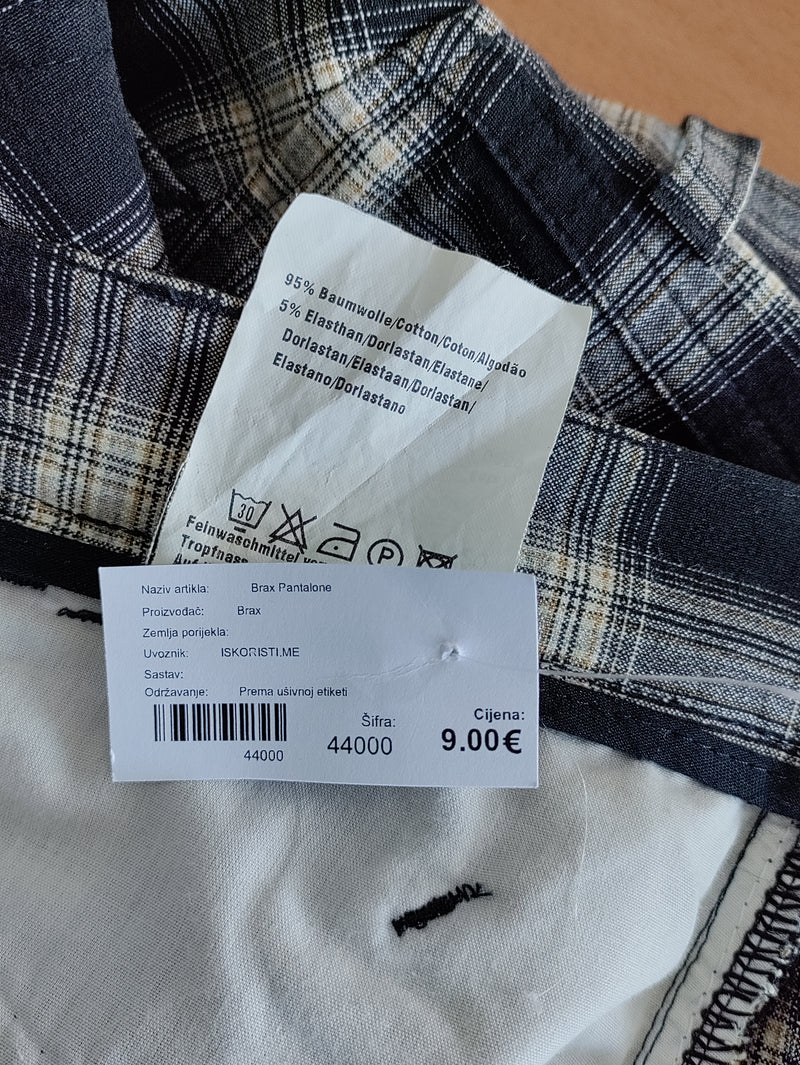 95% Baumwolle/Cotton/Coton/Algodão
5% Elasthan/Dorlastan/Elastane/
Dorlastan/Elastaan/Dorlastan/
Elastano/Dorlastano
30
P
Feinwaschmittel
Tropfnass
Naziv artikla: Brax Pantalone
Proizvođač: Brax
Zemlja porijekla:
Uvoznik: ISKORISTI.ME
Sastav:
Održavanje: Prema ušivnoj etiketi
44000
Šifra:
44000
Cijena:
9.00€